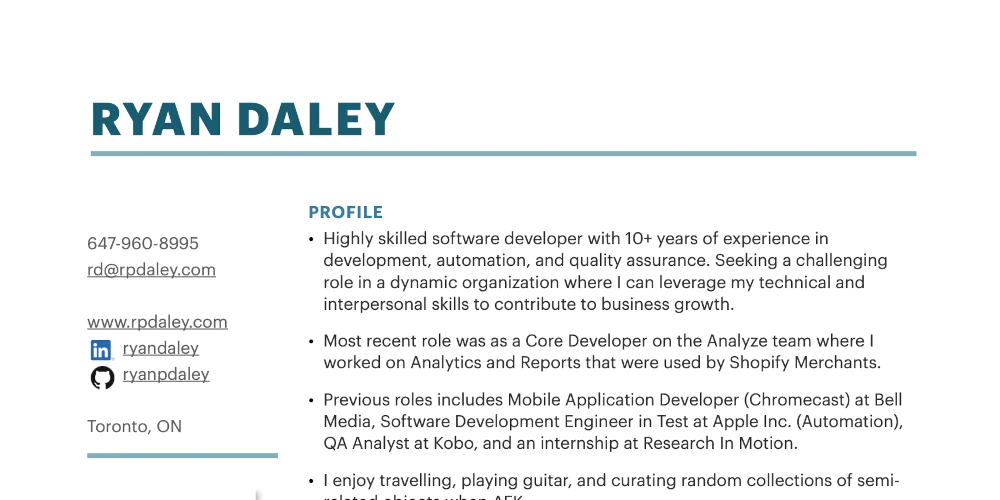 RYAN DALEY
647-960-8995
rd@rpdaley.com
www.rpdaley.com
in ryandaley
ryanpdaley
Toronto, ON
PROFILE
• Highly skilled software developer with 10+ years of experience in
development, automation, and quality assurance. Seeking a challenging
role in a dynamic organization where I can leverage my technical and
interpersonal skills to contribute to business growth.
• Most recent role was as a Core Developer on the Analyze team where I
worked on Analytics and Reports that were used by Shopify Merchants.
• Previous roles includes Mobile Application Developer (Chromecast) at Bell
Media, Software Development Engineer in Test at Apple Inc. (Automation),
QA Analyst at Kobo, and an internship at Research In Motion.
• I enjoy travelling, playing guitar, and curating random collections of semi-
related objects when AFK.